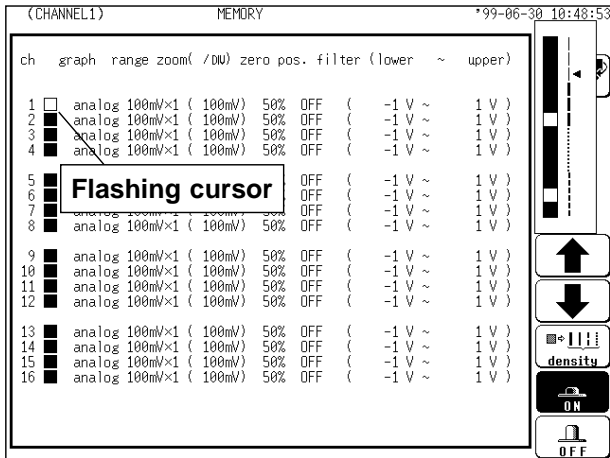 (CHANNEL1) MEMORY '99-06-30 10:48:53
ch graph range zoom( /DIV) zero pos. filter (lower ~ upper)
1 analog 100mV×1 ( 100mV) 50% OFF ( -1 V ~ 1 V )
2 analog 100mV×1 ( 100mV) 50% OFF ( -1 V ~ 1 V )
3 analog 100mV×1 ( 100mV) 50% OFF ( -1 V ~ 1 V )
4 analog 100mV×1 ( 100mV) 50% OFF ( -1 V ~ 1 V )
5 OFF ( -1 V ~ 1 V )
Flashing cursor
6 OFF ( -1 V ~ 1 V )
7 OFF ( -1 V ~ 1 V )
8 analog 100mV×1 ( 100mV) 50% OFF ( -1 V ~ 1 V )
9 analog 100mV×1 ( 100mV) 50% OFF ( -1 V ~ 1 V )
10 analog 100mV×1 ( 100mV) 50% OFF ( -1 V ~ 1 V )
11 analog 100mV×1 ( 100mV) 50% OFF ( -1 V ~ 1 V )
12 analog 100mV×1 ( 100mV) 50% OFF ( -1 V ~ 1 V )
13 analog 100mV×1 ( 100mV) 50% OFF ( -1 V ~ 1 V )
14 analog 100mV×1 ( 100mV) 50% OFF ( -1 V ~ 1 V )
15 analog 100mV×1 ( 100mV) 50% OFF ( -1 V ~ 1 V )
16 analog 100mV×1 ( 100mV) 50% OFF ( -1 V ~ 1 V )
density
ON
OFF